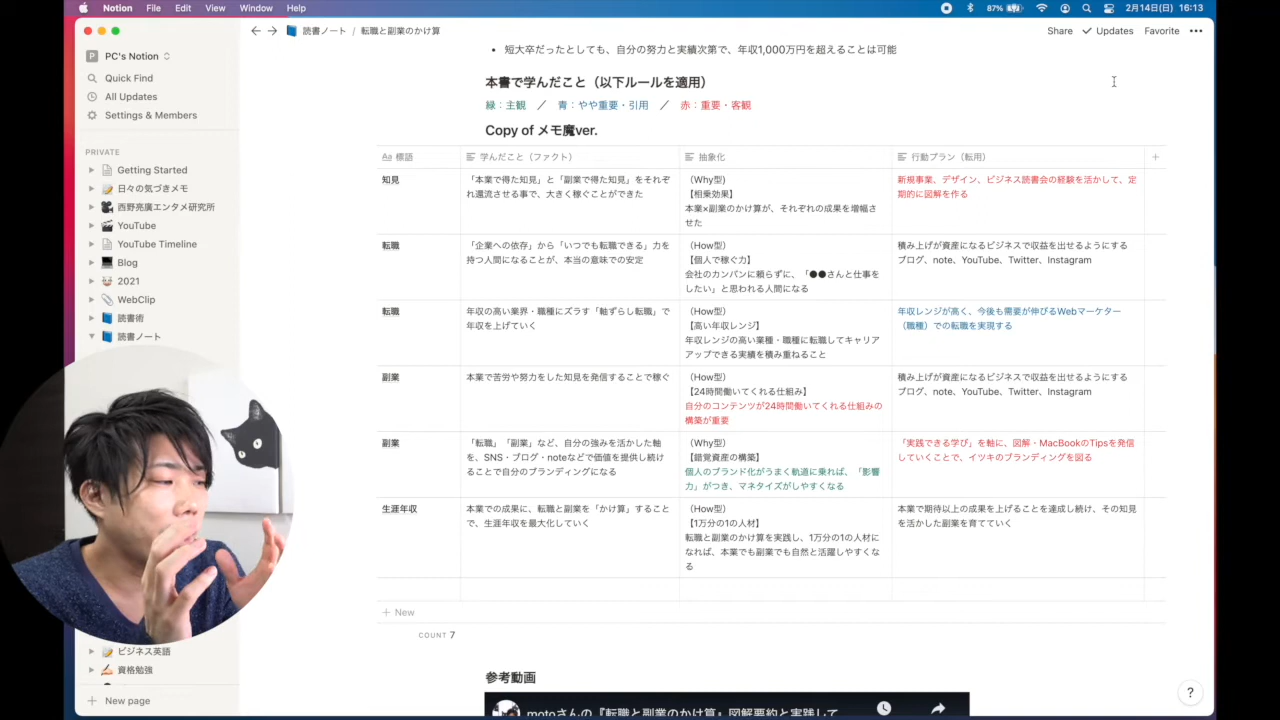 Notion File Edit View Window Help
87% 2月14日(日) 16:13
読書ノート / 転職と副業のかけ算
Share Updates Favorite
P PC's Notion
Quick Find
All Updates
Settings & Members
PRIVATE
Getting Started
日々の気づきメモ
西野亮廣エンタメ研究所
YouTube
YouTube Timeline
Blog
2021
WebClip
読書術
読書ノート
ビジネス英語
資格勉強
New page
• 短大卒だったとしても、自分の努力と実績次第で、年収1,000万円を超えることは可能
本書で学んだこと（以下ルールを適用）
緑：主観 ／ 青：やや重要・引用 ／ 赤：重要・客観
Copy of メモ魔ver.
Aa 標語 学んだこと（ファクト） 抽象化 行動プラン（転用）
知見
「本業で得た知見」と「副業で得た知見」をそれぞ
れ還流させる事で、大きく稼ぐことができた
（Why型)
【相乗効果】
本業×副業のかけ算が、それぞれの成果を増幅さ
せた
新規事業、デザイン、ビジネス読書会の経験を活かして、定
期的に図解を作る
転職
「企業への依存」から「いつでも転職できる」力を
持つ人間になることが、本当の意味での安定
（How型）
【個人で稼ぐ力】
会社のカンバンに頼らずに、「●●さんと仕事を
したい」と思われる人間になる
積み上げが資産になるビジネスで収益を出せるようにする
ブログ、note、YouTube、Twitter、Instagram
転職
年収の高い業界・職種にズラす「軸ずらし転職」で
年収を上げていく
（How型）
【高い年収レンジ】
年収レンジの高い業種・職種に転職してキャリア
アップできる実績を積み重ねること
年収レンジが高く、今後も需要が伸びるWebマーケター
（職種）での転職を実現する
副業
本業で苦労や努力をした知見を発信することで稼ぐ
（How型)
【24時間働いてくれる仕組み】
自分のコンテンツが24時間働いてくれる仕組みの
構築が重要
積み上げが資産になるビジネスで収益を出せるようにする
ブログ、note、YouTube、Twitter、Instagram
副業
「転職」「副業」など、自分の強みを活かした軸
を、SNS・ブログ・noteなどで価値を提供し続け
ることで自分のブランディングになる
（Why型）
【錯覚資産の構築】
個人のブランド化がうまく軌道に乗れば、「影響
力」がつき、マネタイズがしやすくなる
「実践できる学び」を軸に、図解・MacBookのTipsを発信
していくことで、イツキのブランディングを図る
生涯年収
本業での成果に、転職と副業を「かけ算」すること
で、生涯年収を最大化していく
（How型）
【1万分の1の人材】
転職と副業のかけ算を実践し、1万分の1の人材に
なれば、本業でも副業でも自然と活躍しやすくな
る
本業で期待以上の成果を上げることを達成し続け、その知見
を活かした副業を育てていく
New
COUNT 7
参考動画
motoさんの『転職と副業のかけ算』図解要約と実践して
?